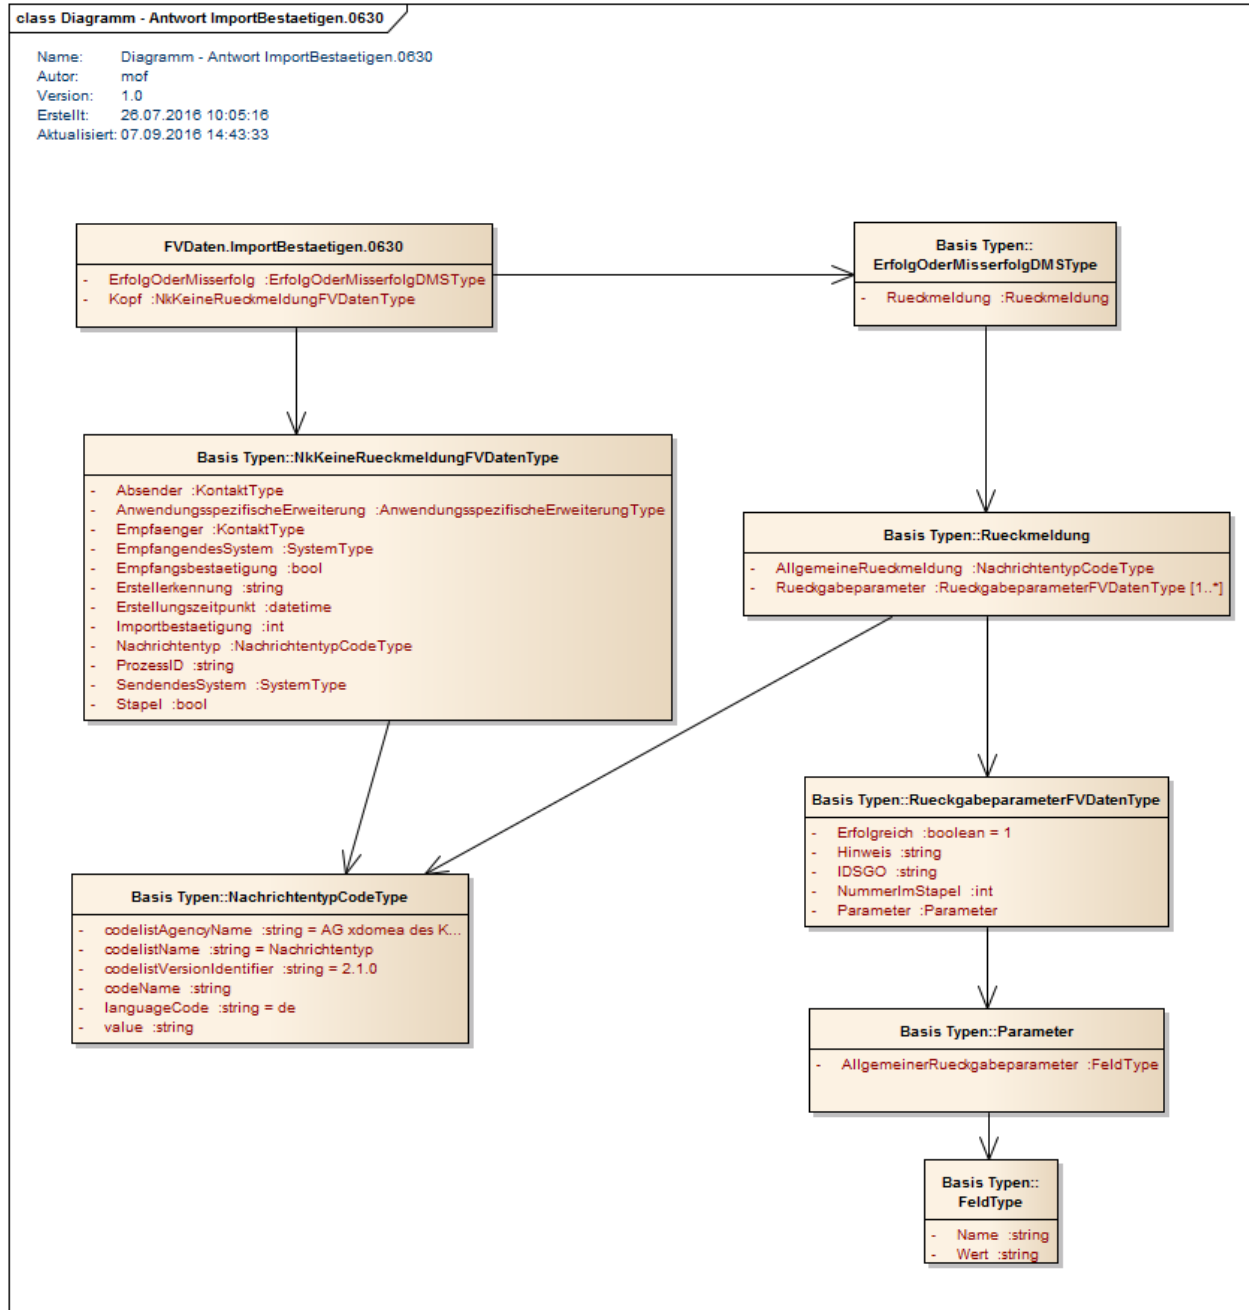 class Diagramm - Antwort ImportBestaetigen.0630
Name: Diagramm - Antwort ImportBestaetigen.0630
Autor: mof
Version: 1.0
Erstellt: 26.07.2016 10:05:16
Aktualisiert: 07.09.2016 14:43:33
FVDaten.ImportBestaetigen.0630
- ErfolgOderMisserfolg :ErfolgOderMisserfolgDMSType
- Kopf :NkKeineRueckmeldungFVDatenType
Basis Typen::
ErfolgOderMisserfolgDMSType
- Rueckmeldung :Rueckmeldung
Basis Typen::NkKeineRueckmeldungFVDatenType
- Absender :KontaktType
- AnwendungsspezifischeErweiterung :AnwendungsspezifischeErweiterungType
- Empfaenger :KontaktType
- EmpfangendesSystem :SystemType
- Empfangsbestaetigung :bool
- Erstellerkennung :string
- Erstellungszeitpunkt :datetime
- Importbestaetigung :int
- Nachrichtentyp :NachrichtentypCodeType
- ProzessID :string
- SendendesSystem :SystemType
- Stapel :bool
Basis Typen::Rueckmeldung
- AllgemeineRueckmeldung :NachrichtentypCodeType
- Rueckgabeparameter :RueckgabeparameterFVDatenType [1..*]
Basis Typen::RueckgabeparameterFVDatenType
- Erfolgreich :boolean = 1
- Hinweis :string
- IDSGO :string
- NummerImStapel :int
- Parameter :Parameter
Basis Typen::NachrichtentypCodeType
- codelistAgencyName :string = AG xdomea des K...
- codelistName :string = Nachrichtentyp
- codelistVersionIdentifier :string = 2.1.0
- codeName :string
- languageCode :string = de
- value :string
Basis Typen::Parameter
- AllgemeinerRueckgabeparameter :FeldType
Basis Typen::
FeldType
- Name :string
- Wert :string